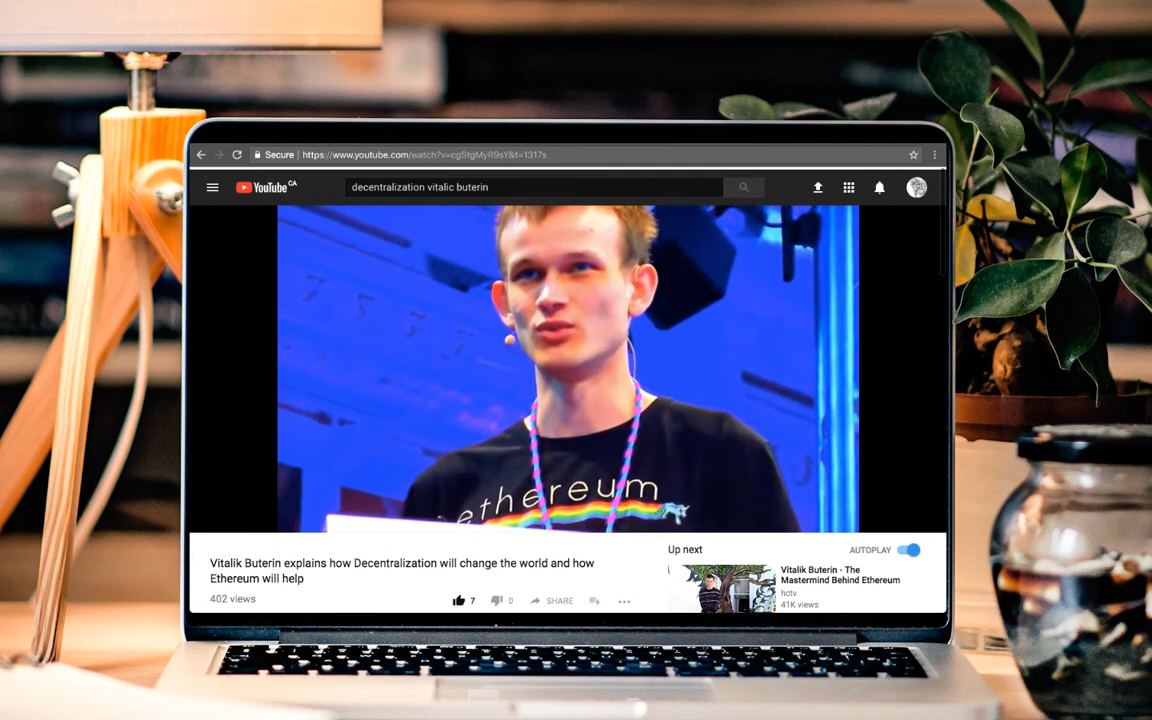 Secure | https://www.youtube.com/watch?v=cgStgMyR9sY&t=1317s
YouTube CA
decentralization vitalic buterin
ethereum
Vitalik Buterin explains how Decentralization will change the world and how
Ethereum will help
402 views
7
0
SHARE
Up next
AUTOPLAY
Vitalik Buterin - The
Mastermind Behind Ethereum
hctv
41K views